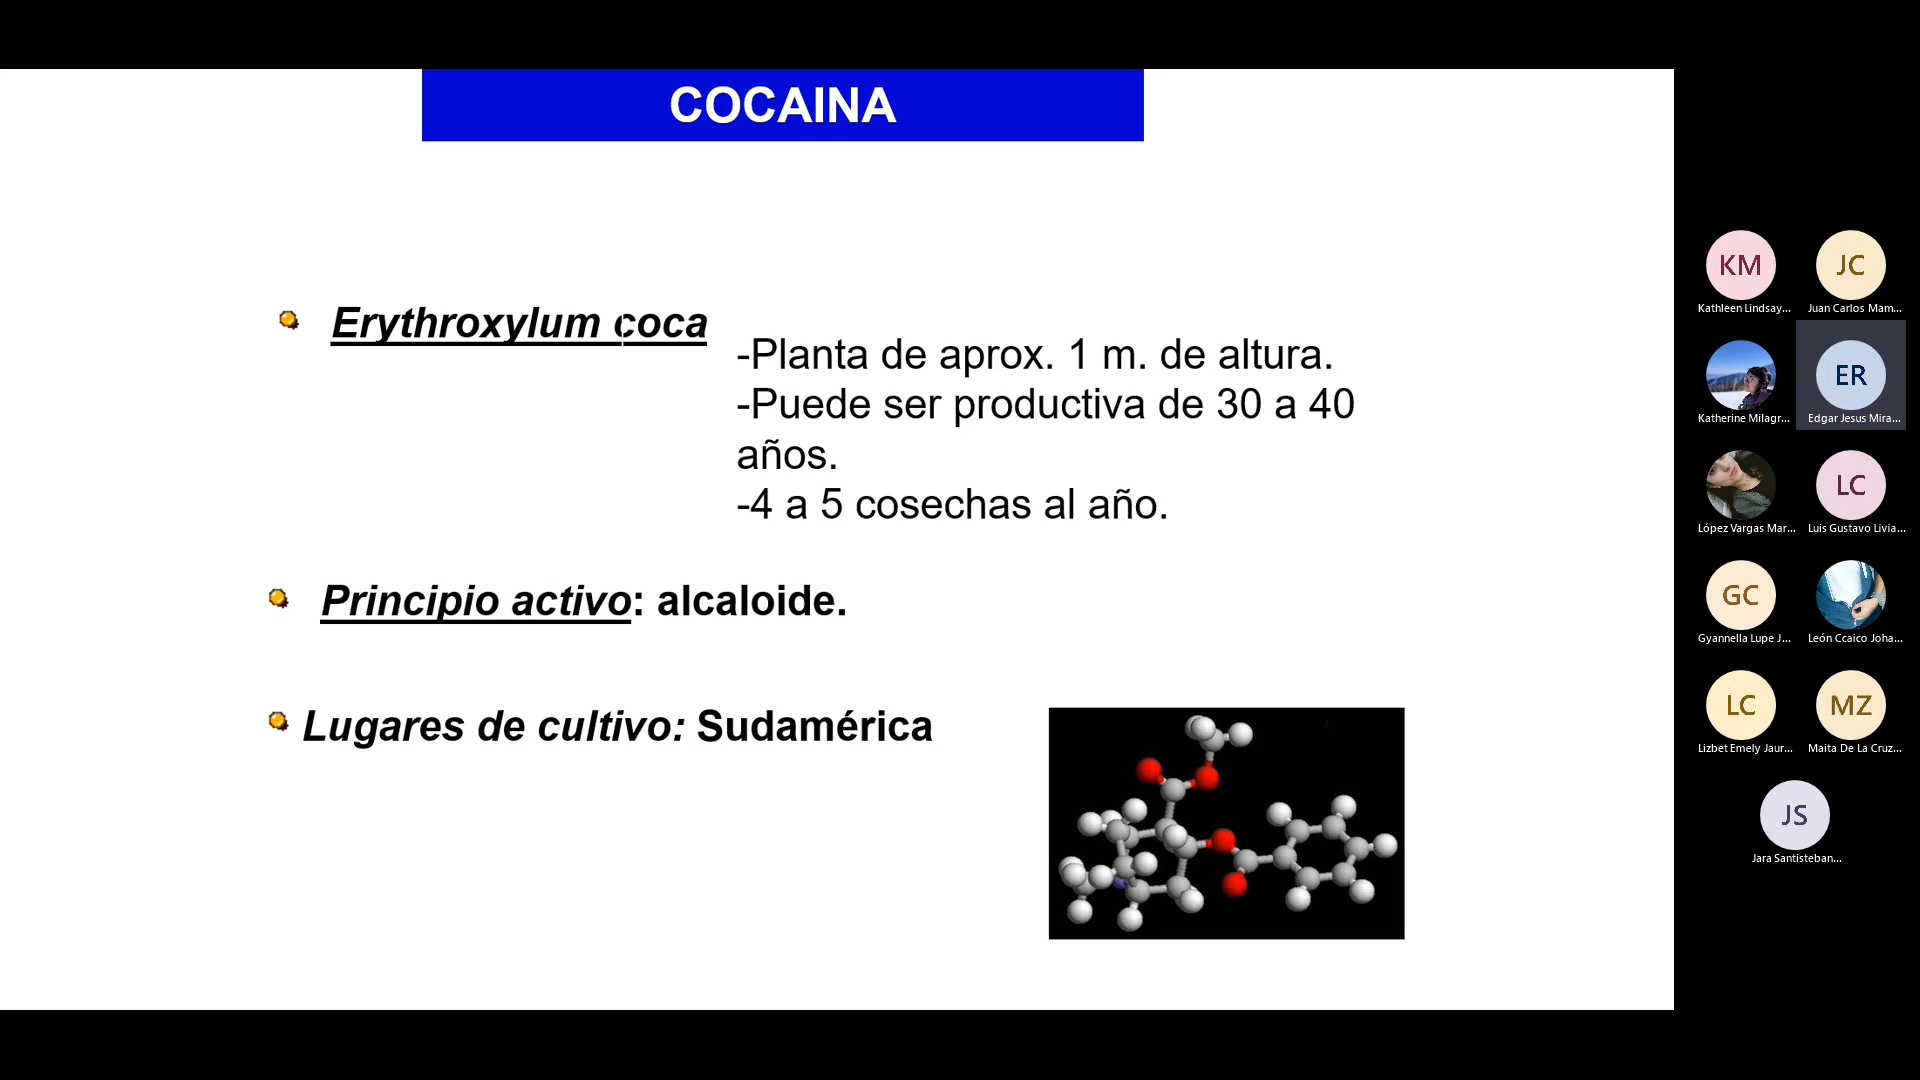 COCAINA
Erythroxylum coca
-Planta de aprox. 1 m. de altura.
-Puede ser productiva de 30 a 40
años.
-4 a 5 cosechas al año.
Principio activo: alcaloide.
Lugares de cultivo: Sudamérica
KM
Kathleen Lindsay...
JC
Juan Carlos Mam...
Katherine Milagr...
ER
Edgar Jesus Mira...
López Vargas Mar...
LC
Luis Gustavo Livia...
GC
Gyannella Lupe J...
León Ccaico Joha...
LC
Lizbet Emely Jaur...
MZ
Maita De La Cruz...
JS
Jara Santisteban...